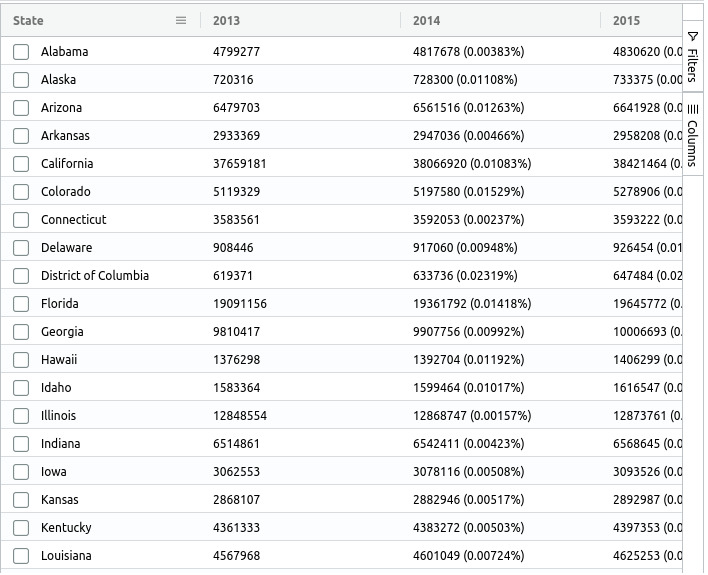 State 2013 2014 2015
Alabama 4799277 4817678 (0.00383%) 4830620 (0.0
Alaska 720316 728300 (0.01108%) 733375 (0.00
Arizona 6479703 6561516 (0.01263%) 6641928 (0.0
Arkansas 2933369 2947036 (0.00466%) 2958208 (0.0
California 37659181 38066920 (0.01083%) 38421464 (0.
Colorado 5119329 5197580 (0.01529%) 5278906 (0.0
Connecticut 3583561 3592053 (0.00237%) 3593222 (0.0
Delaware 908446 917060 (0.00948%) 926454 (0.01
District of Columbia 619371 633736 (0.02319%) 647484 (0.02
Florida 19091156 19361792 (0.01418%) 19645772 (0.
Georgia 9810417 9907756 (0.00992%) 10006693 (0.
Hawaii 1376298 1392704 (0.01192%) 1406299 (0.0
Idaho 1583364 1599464 (0.01017%) 1616547 (0.0
Illinois 12848554 12868747 (0.00157%) 12873761 (0.
Indiana 6514861 6542411 (0.00423%) 6568645 (0.0
Iowa 3062553 3078116 (0.00508%) 3093526 (0.0
Kansas 2868107 2882946 (0.00517%) 2892987 (0.0
Kentucky 4361333 4383272 (0.00503%) 4397353 (0.0
Louisiana 4567968 4601049 (0.00724%) 4625253 (0.0
Filters
Columns